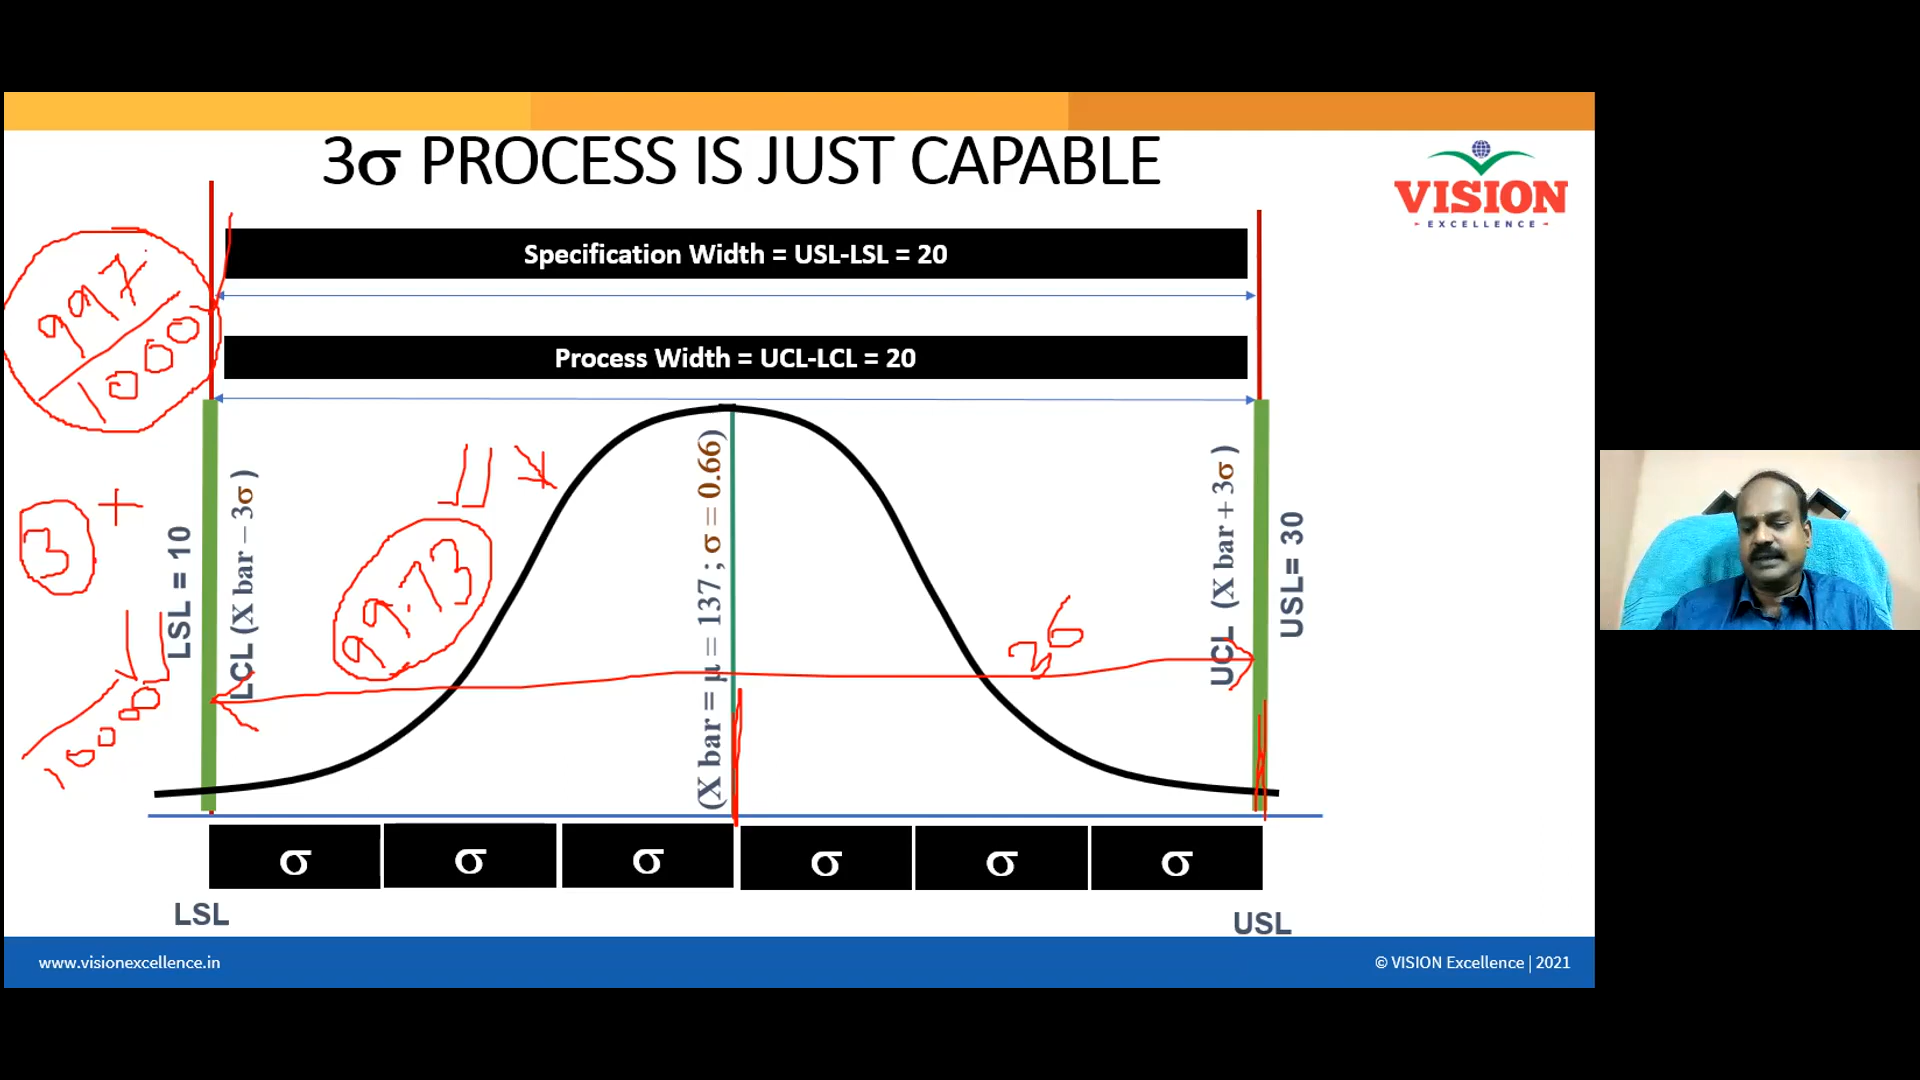 3σ PROCESS IS JUST CAPABLE
VISION
EXCELLENCE
Specification Width = USL-LSL = 20
Process Width = UCL-LCL = 20
997
1000
3
99.73
LSL = 10
LCL (X bar – 3σ )
(X bar = μ = 137 ; σ = 0.66)
UCL (X bar + 3σ )
USL= 30
σ σ σ σ σ σ
LSL
USL
www.visionexcellence.in
© VISION Excellence | 2021